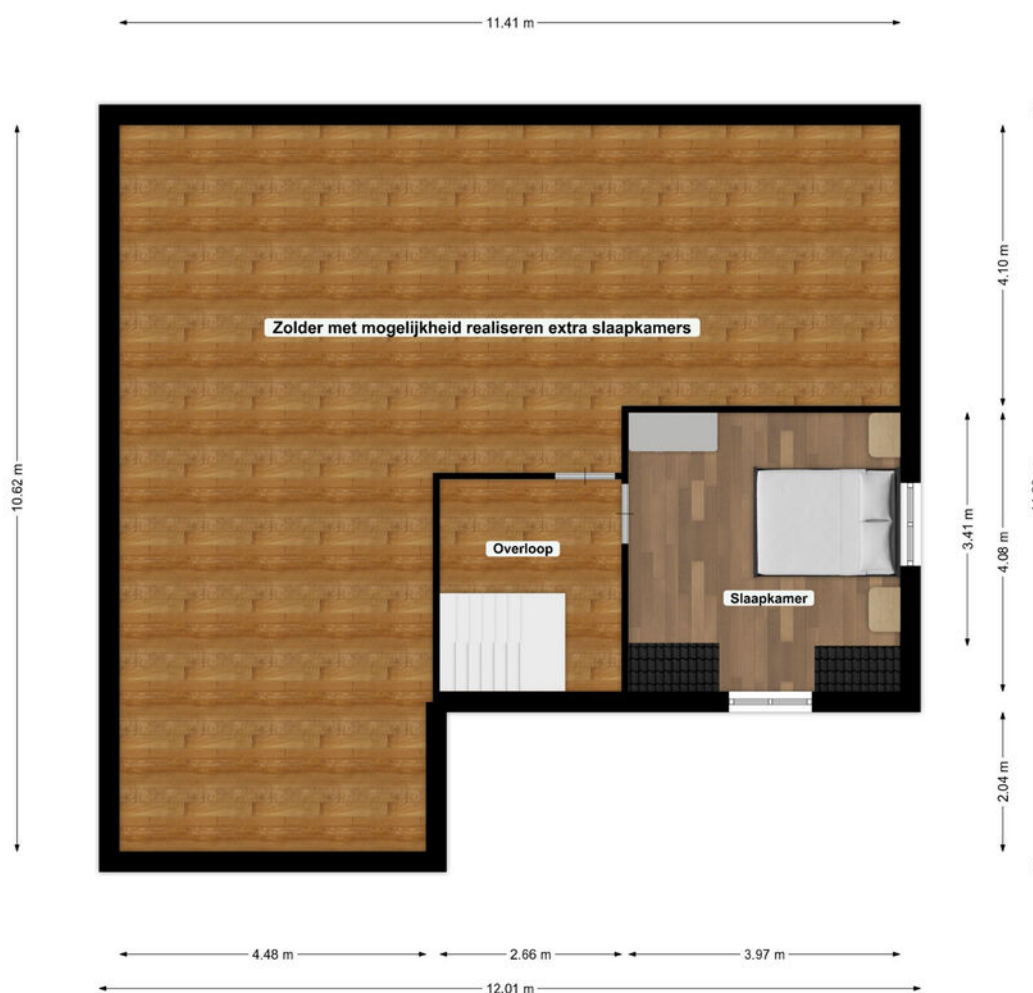 11.41 m
10.62 m
4.10 m
Zolder met mogelijkheid realiseren extra slaapkamers
3.41 m
4.08 m
Overloop
Slaapkamer
2.04 m
4.48 m
2.66 m
3.97 m
12.01 m